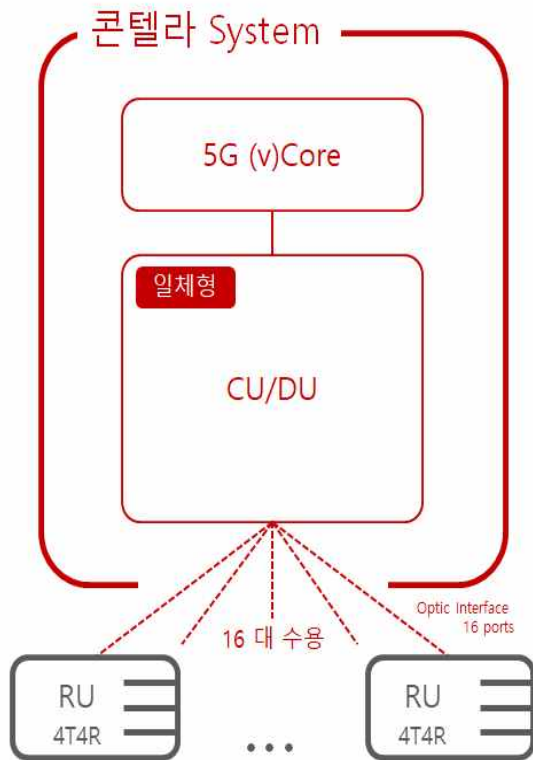 콘텔라 System
5G (v)Core
일체형
CU/DU
Optic Interface
16 ports
16 대 수용
RU
4T4R
...
RU
4T4R